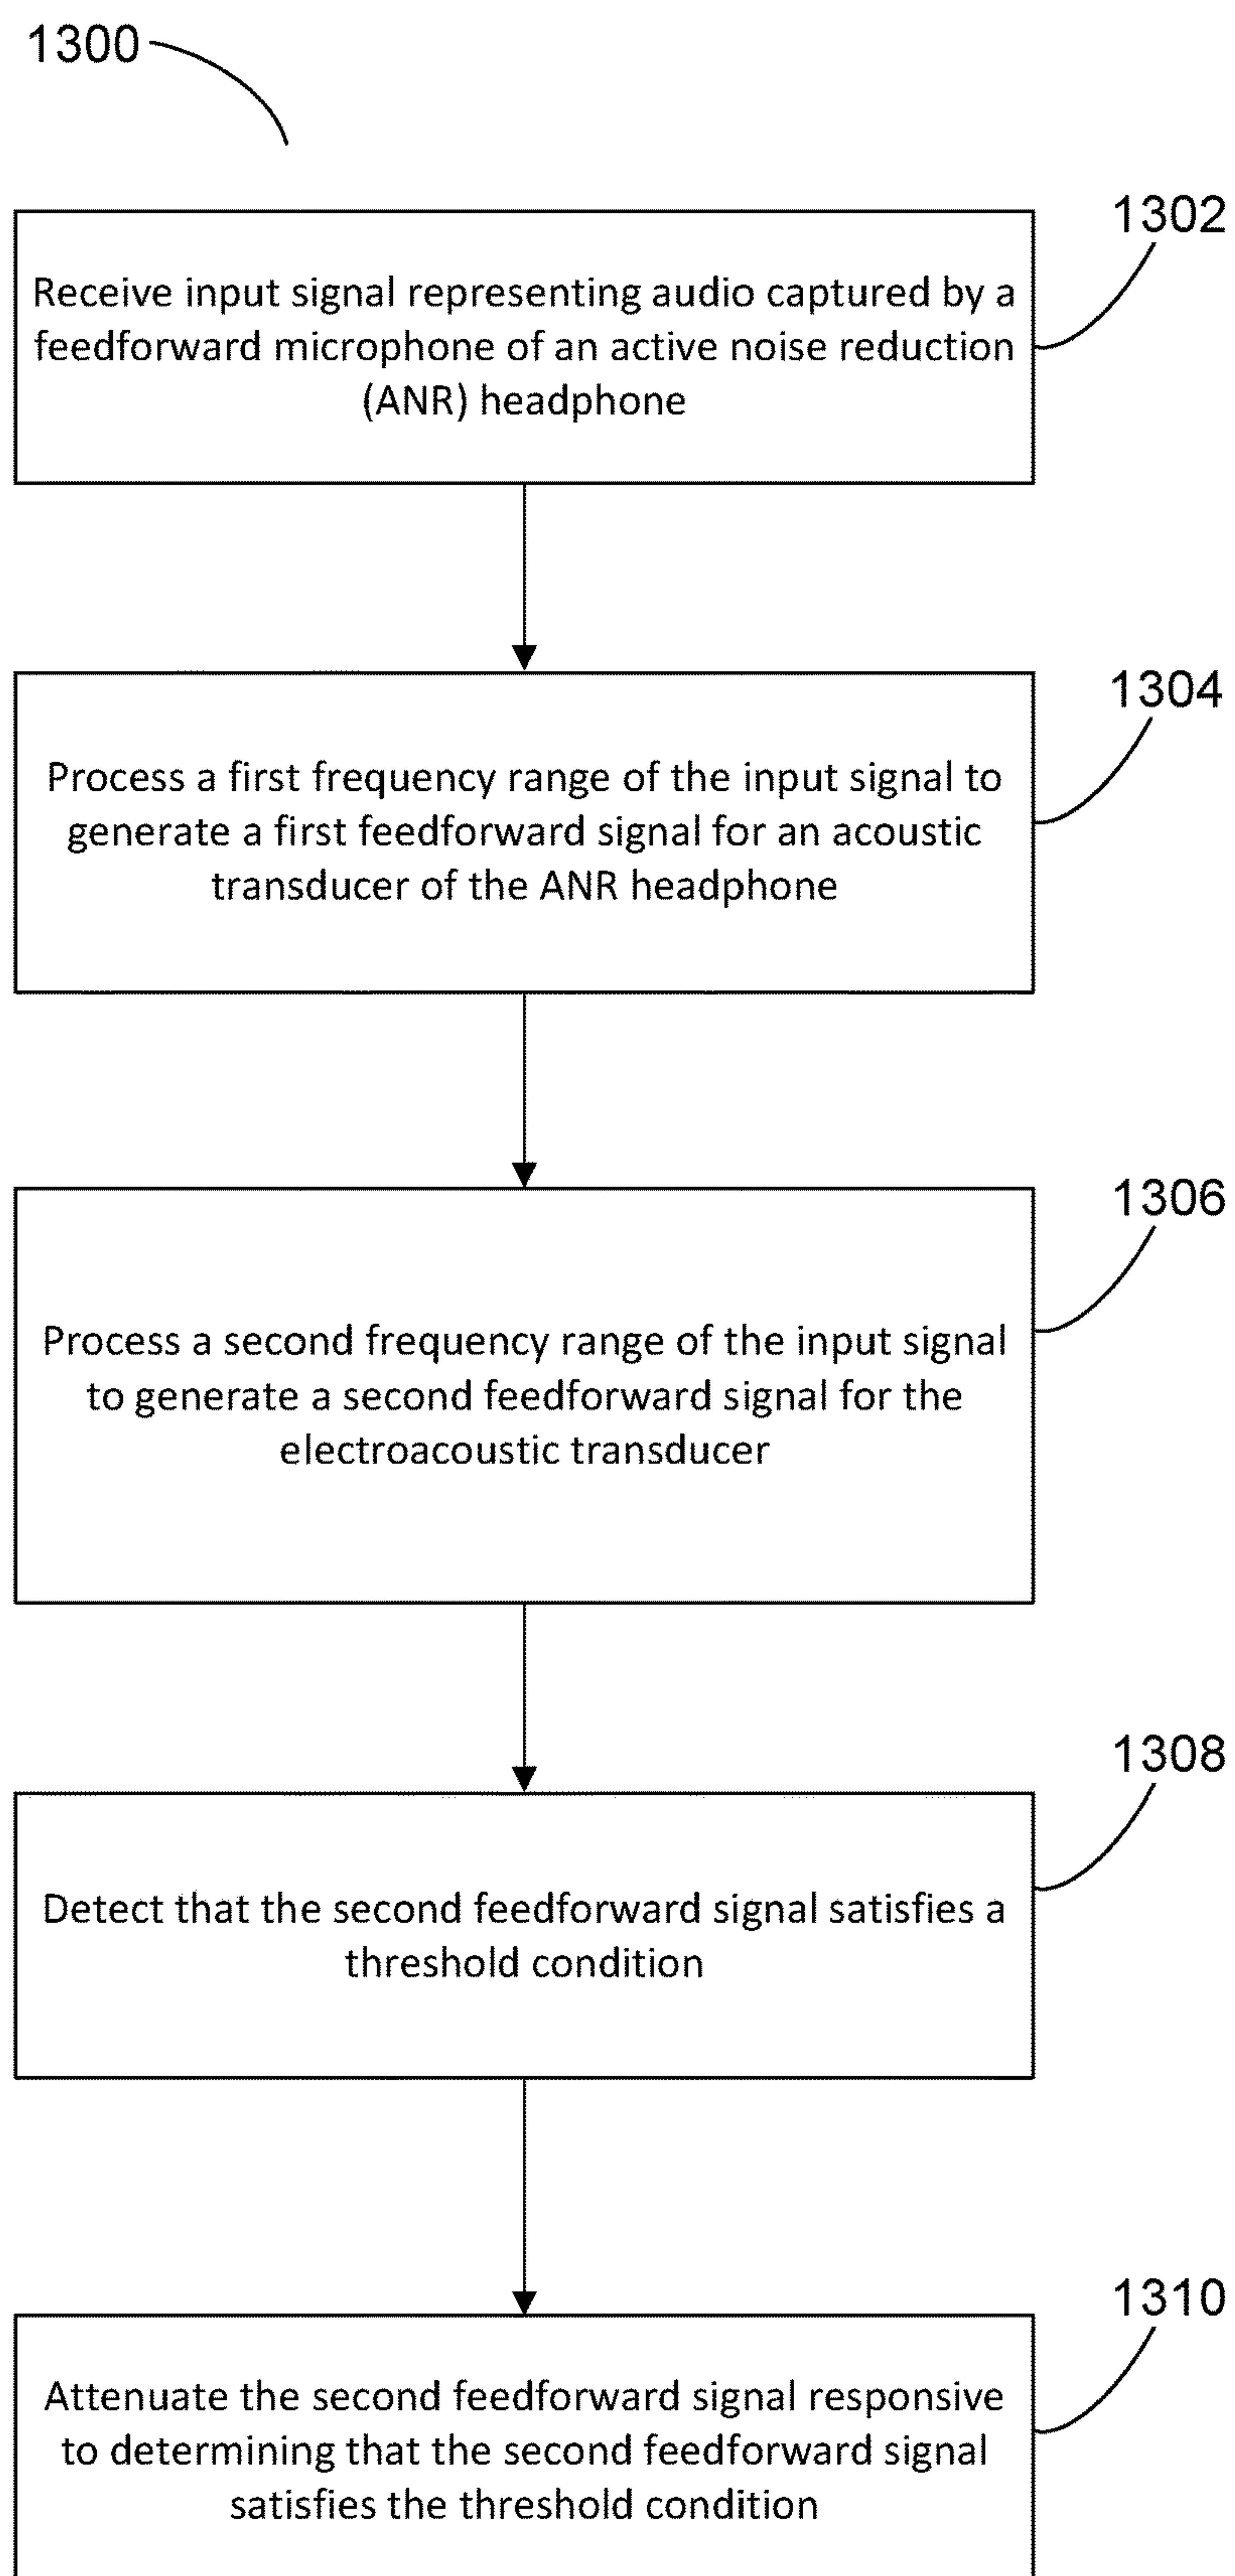 1300
1302
Receive input signal representing audio captured by a
feedforward microphone of an active noise reduction
(ANR) headphone
1304
Process a first frequency range of the input signal to
generate a first feedforward signal for an acoustic
transducer of the ANR headphone
1306
Process a second frequency range of the input signal
to generate a second feedforward signal for the
electroacoustic transducer
1308
Detect that the second feedforward signal satisfies a
threshold condition
1310
Attenuate the second feedforward signal responsive
to determining that the second feedforward signal
satisfies the threshold condition